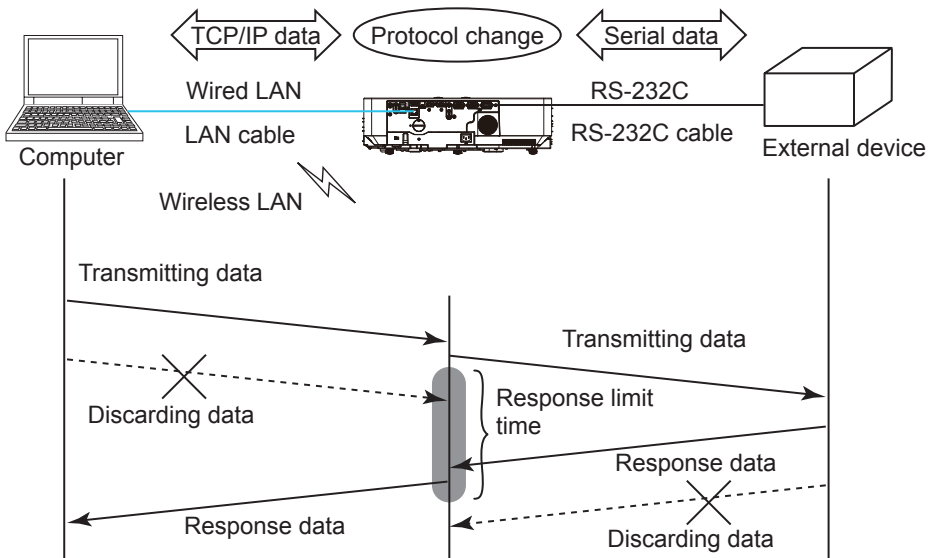 TCP/IP data
Protocol change
Serial data
Wired LAN
RS-232C
LAN cable
RS-232C cable
Computer
External device
Wireless LAN
Transmitting data
Transmitting data
Discarding data
Response limit
time
Response data
Response data
Discarding data